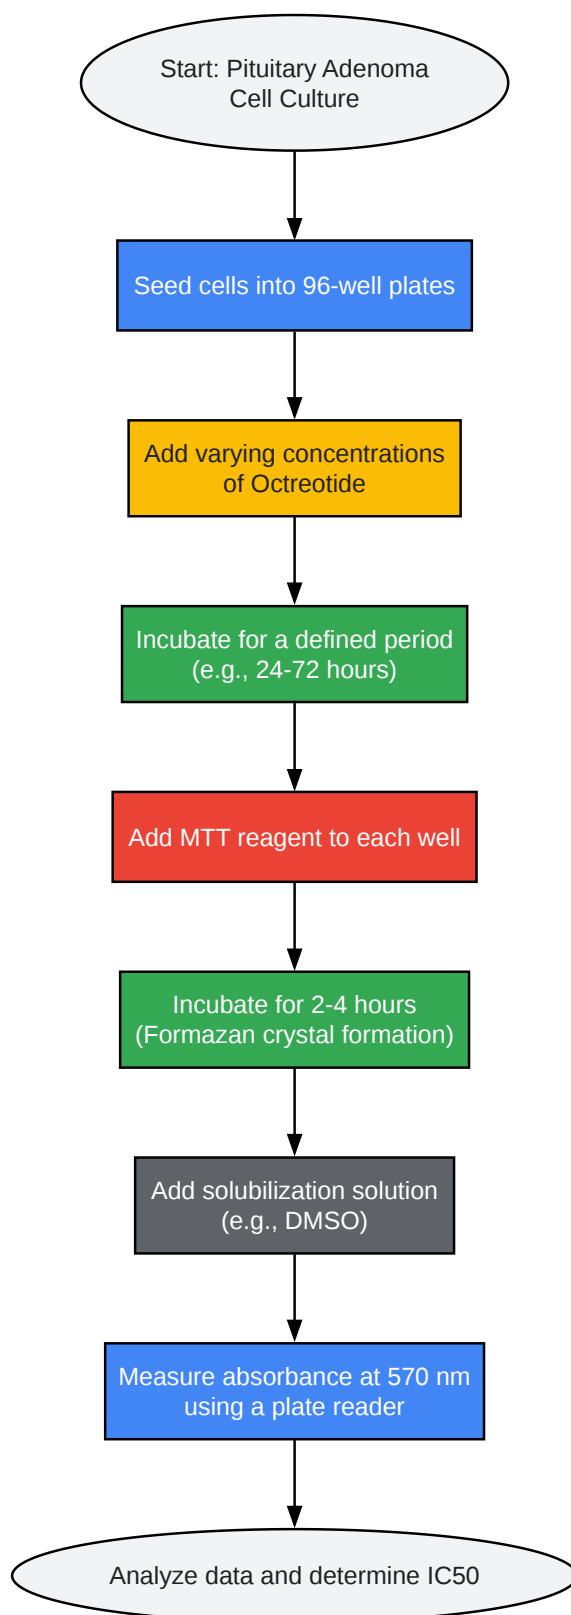 Start: Pituitary Adenoma
Cell Culture
Seed cells into 96-well plates
Add varying concentrations
of Octreotide
Incubate for a defined period
(e.g., 24-72 hours)
Add MTT reagent to each well
Incubate for 2-4 hours
(Formazan crystal formation)
Add solubilization solution
(e.g., DMSO)
Measure absorbance at 570 nm
using a plate reader
Analyze data and determine IC50